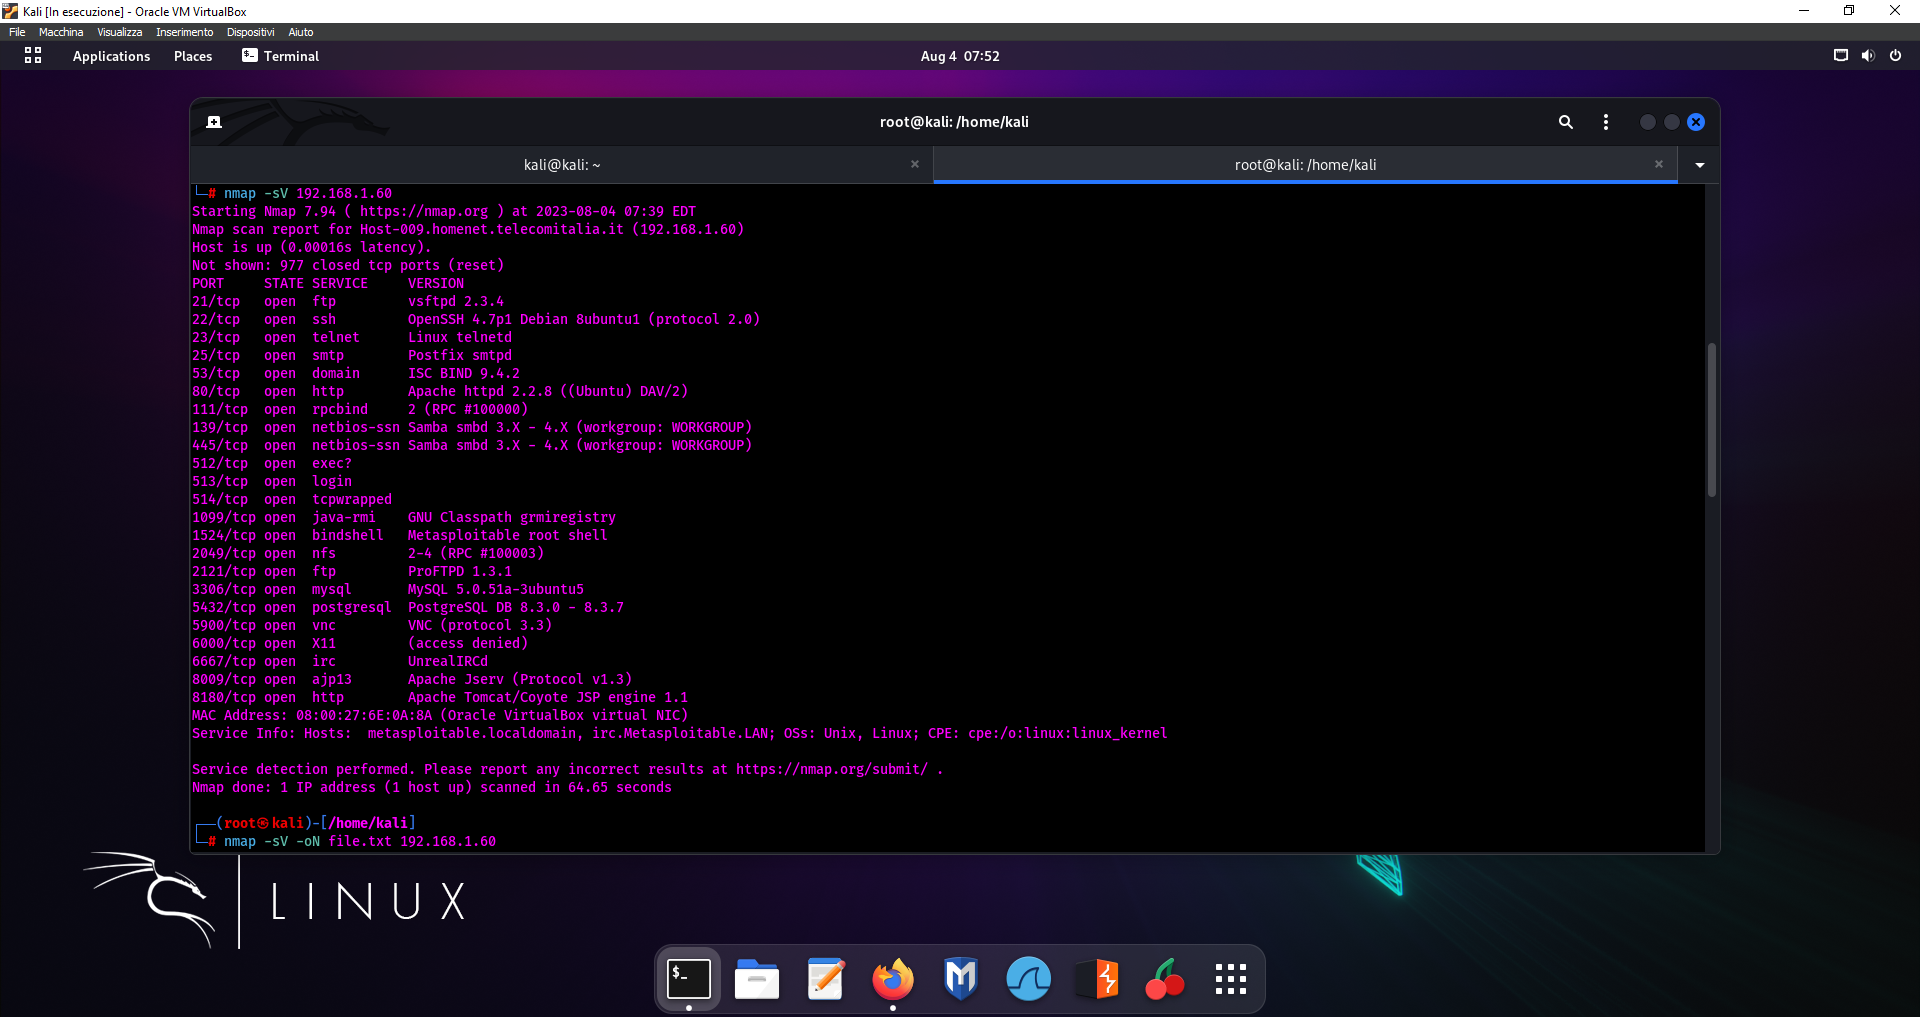 Kali [In esecuzione] - Oracle VM VirtualBox
File Macchina Visualizza Inserimento Dispositivi Aiuto
Applications Places Terminal Aug 4 07:52
root@kali: /home/kali
kali@kali: ~ root@kali: /home/kali
└─# nmap -sV 192.168.1.60
Starting Nmap 7.94 ( https://nmap.org ) at 2023-08-04 07:39 EDT
Nmap scan report for Host-009.homenet.telecomitalia.it (192.168.1.60)
Host is up (0.00016s latency).
Not shown: 977 closed tcp ports (reset)
PORT     STATE SERVICE     VERSION
21/tcp   open  ftp         vsftpd 2.3.4
22/tcp   open  ssh         OpenSSH 4.7p1 Debian 8ubuntu1 (protocol 2.0)
23/tcp   open  telnet      Linux telnetd
25/tcp   open  smtp        Postfix smtpd
53/tcp   open  domain      ISC BIND 9.4.2
80/tcp   open  http        Apache httpd 2.2.8 ((Ubuntu) DAV/2)
111/tcp  open  rpcbind     2 (RPC #100000)
139/tcp  open  netbios-ssn Samba smbd 3.X - 4.X (workgroup: WORKGROUP)
445/tcp  open  netbios-ssn Samba smbd 3.X - 4.X (workgroup: WORKGROUP)
512/tcp  open  exec?
513/tcp  open  login
514/tcp  open  tcpwrapped
1099/tcp open  java-rmi    GNU Classpath grmiregistry
1524/tcp open  bindshell   Metasploitable root shell
2049/tcp open  nfs         2-4 (RPC #100003)
2121/tcp open  ftp         ProFTPD 1.3.1
3306/tcp open  mysql       MySQL 5.0.51a-3ubuntu5
5432/tcp open  postgresql  PostgreSQL DB 8.3.0 - 8.3.7
5900/tcp open  vnc         VNC (protocol 3.3)
6000/tcp open  X11         (access denied)
6667/tcp open  irc         UnrealIRCd
8009/tcp open  ajp13       Apache Jserv (Protocol v1.3)
8180/tcp open  http        Apache Tomcat/Coyote JSP engine 1.1
MAC Address: 08:00:27:6E:0A:8A (Oracle VirtualBox virtual NIC)
Service Info: Hosts:  metasploitable.localdomain, irc.Metasploitable.LAN; OSs: Unix, Linux; CPE: cpe:/o:linux:linux_kernel
Service detection performed. Please report any incorrect results at https://nmap.org/submit/ .
Nmap done: 1 IP address (1 host up) scanned in 64.65 seconds
┌──(root㉿kali)-[/home/kali]
└─# nmap -sV -oN file.txt 192.168.1.60
LINUX